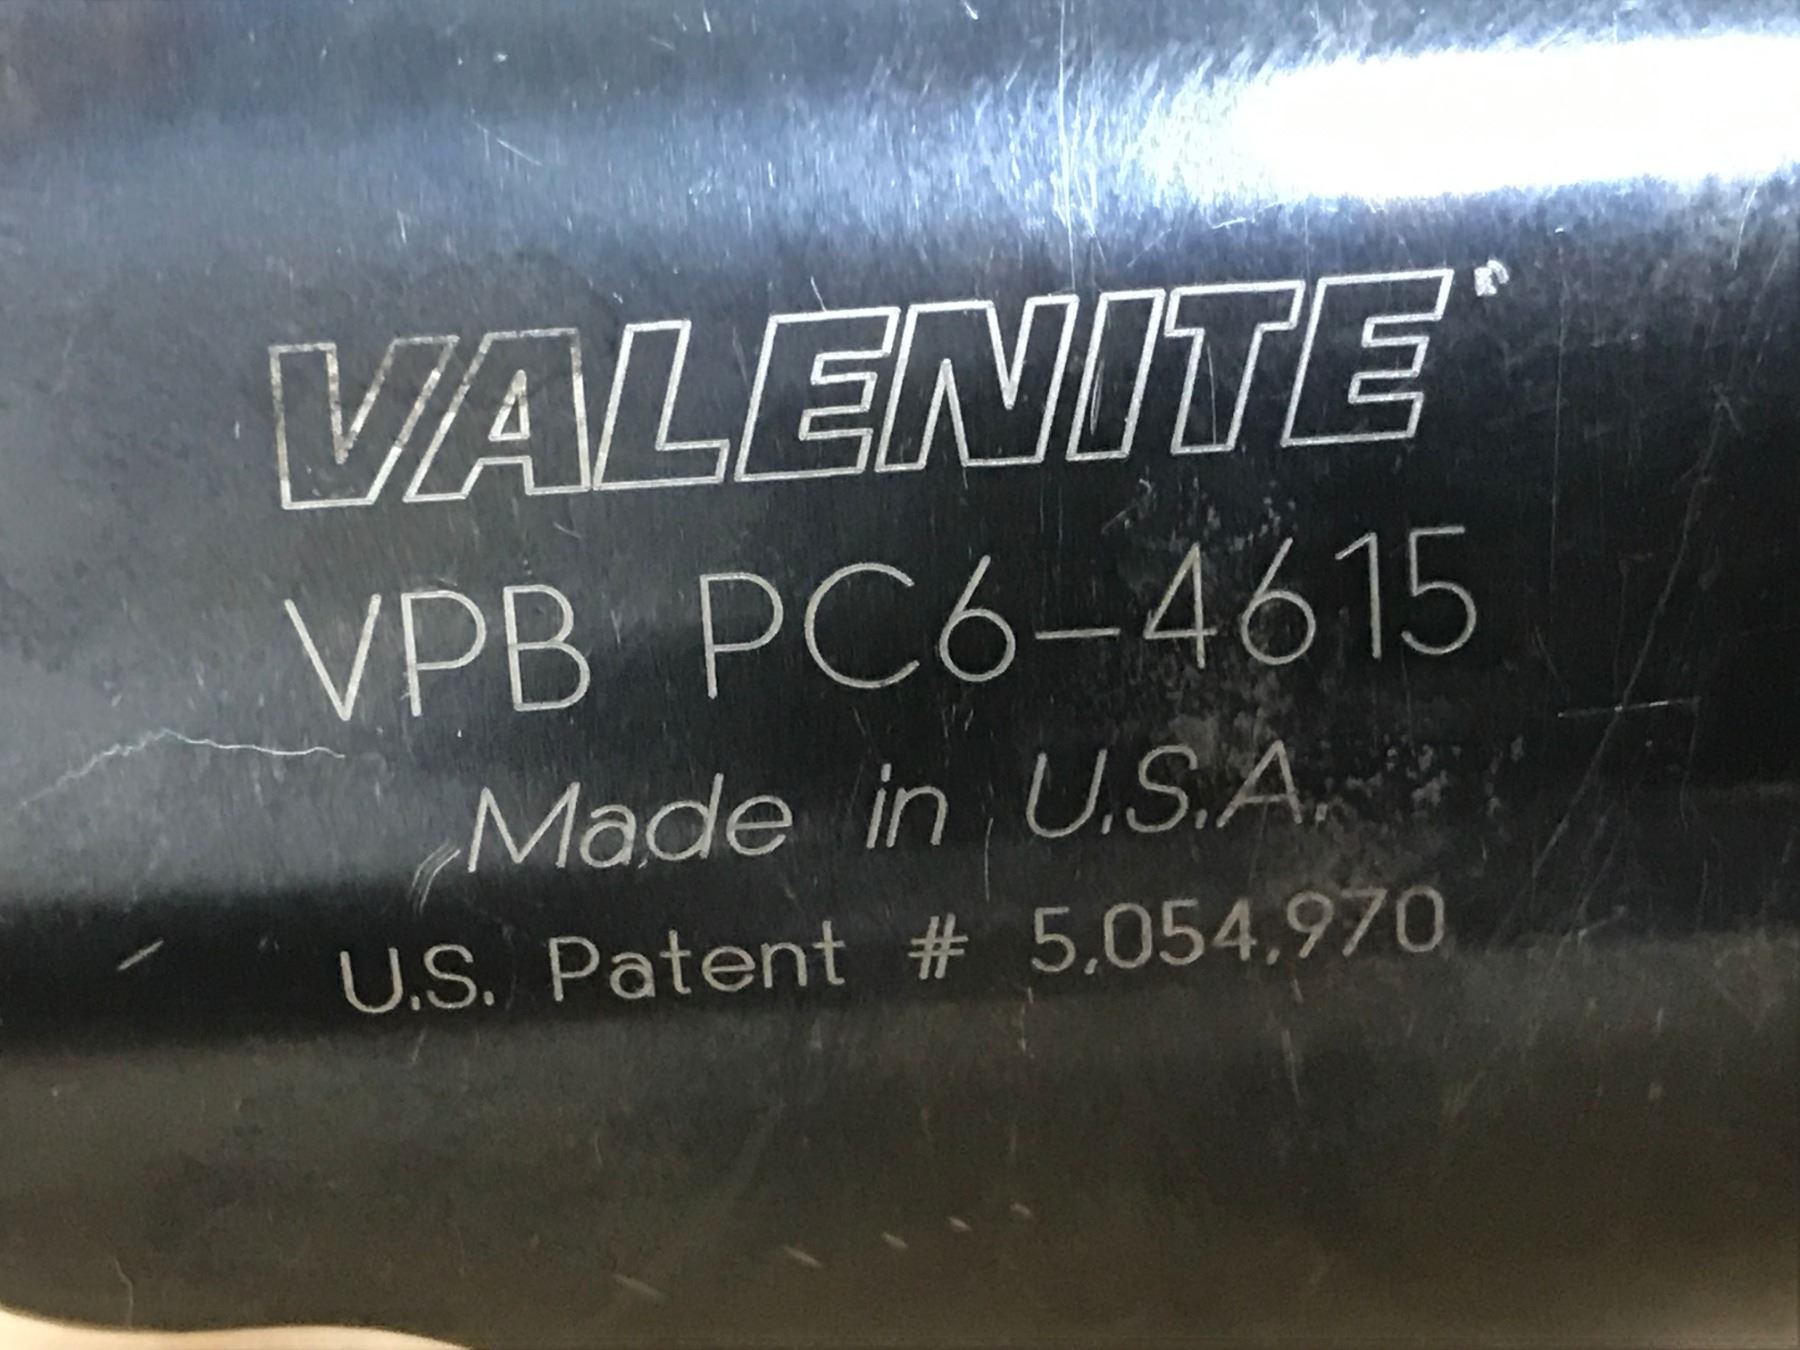 VALENITE
VPB PC6-4615
Made in U.S.A.
U.S. Patent # 5,054,970